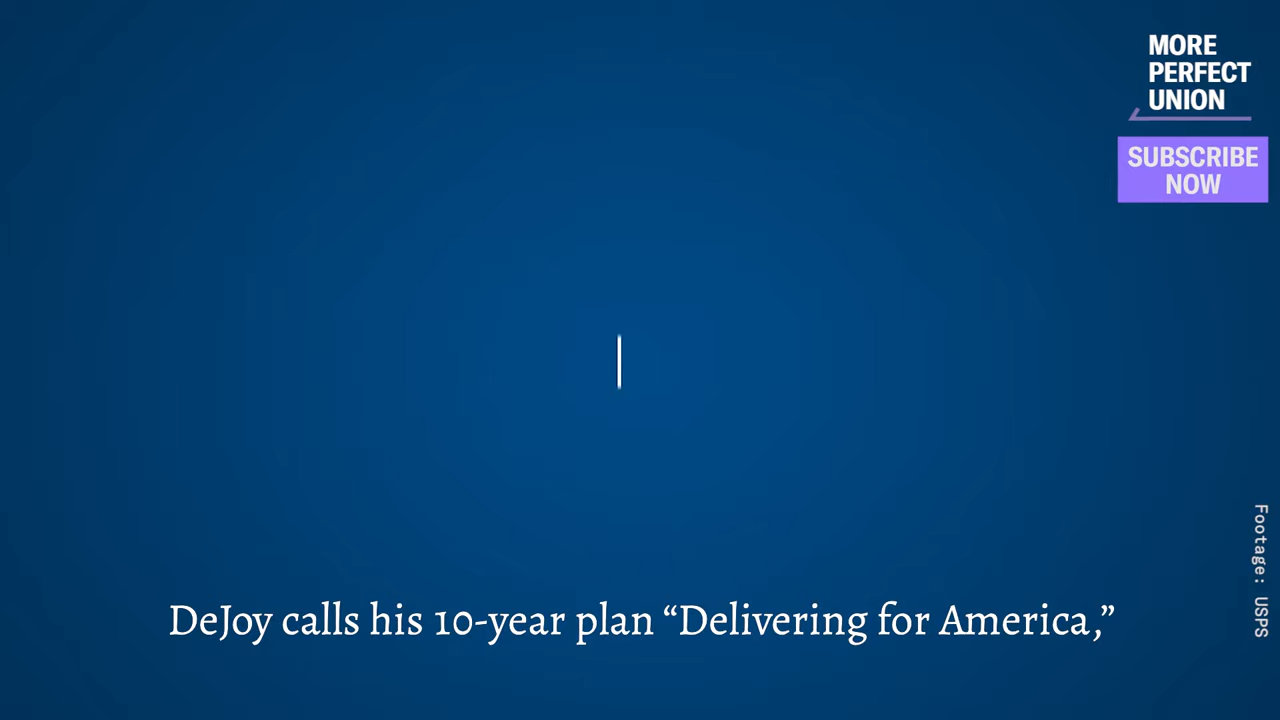 MORE
PERFECT
UNION
SUBSCRIBE
NOW
Footage: USPS
DeJoy calls his 10-year plan “Delivering for America,”